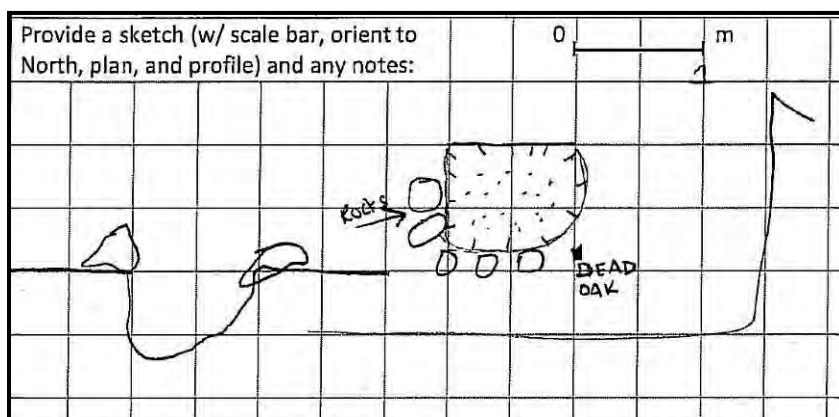 Provide a sketch (w/ scale bar, orient to
North, plan, and profile) and any notes:
0 m
1
ROCKS
DEAD
OAK